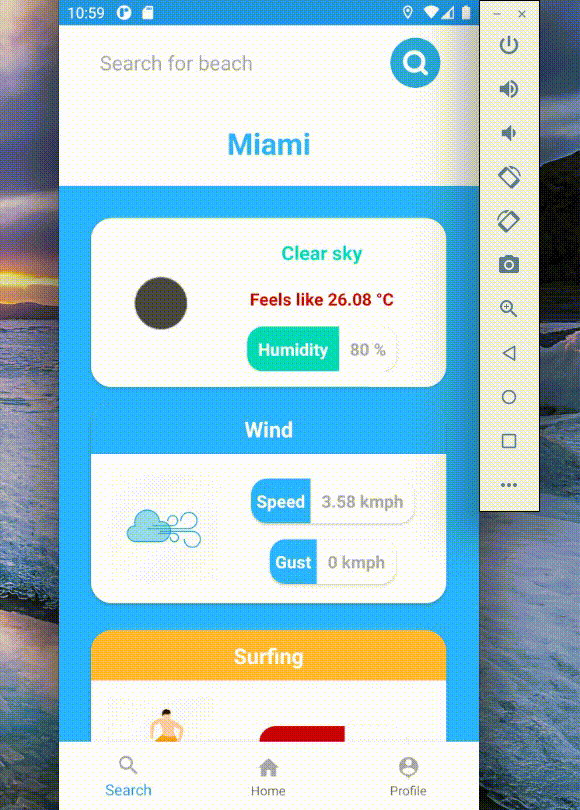 10:59
Search for beach
Miami
Clear sky
Feels like 26.08 °C
Humidity 80 %
Wind
Speed 3.58 kmph
Gust 0 kmph
Surfing
Search Home Profile